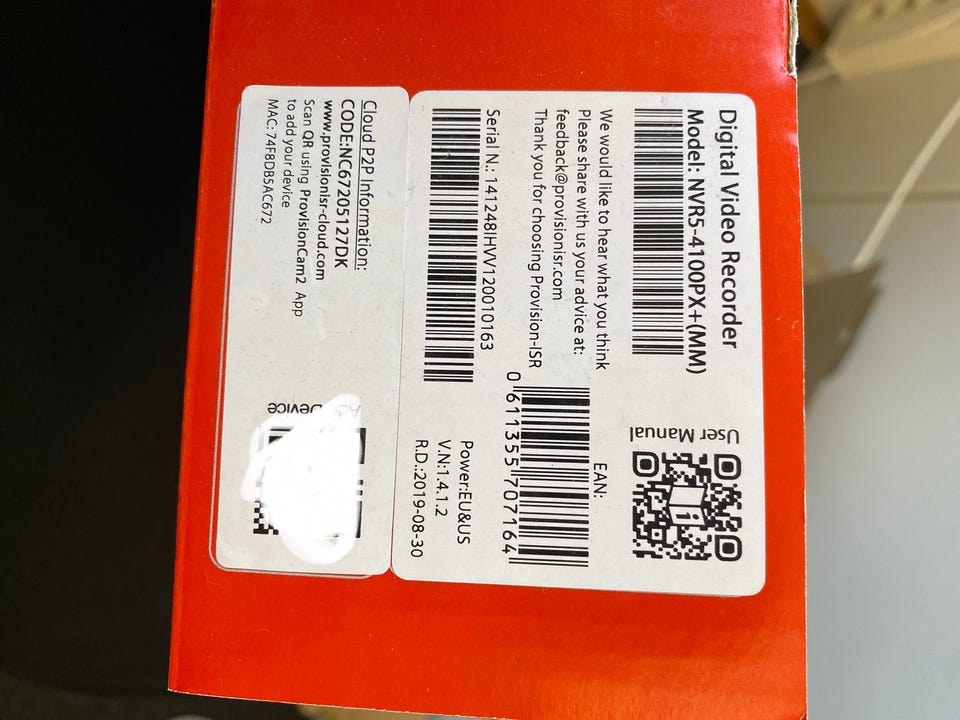 Digital Video Recorder
Model: NVR5-4100PX+(MM)
User Manual
We would like to hear what you think
Please share with us your advice at:
feedback@provisionisr.com
Thank you for choosing Provision-ISR
EAN:
0 611355 707164
Serial N.: 141248IHVV120010163
Power:EU&US
V.N:1.4.1.2
R.D.:2019-08-30
Cloud P2P Information:
CODE:NC67205127DK
www.provisionisr-cloud.com
Scan QR using ProvisionCam2 App
to add your device
MAC: 74F8DB5AC672
Device